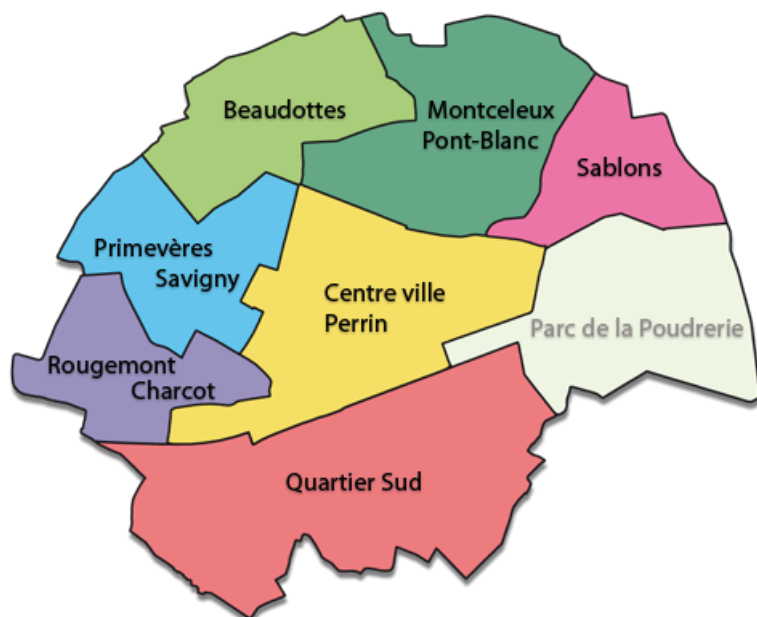 Beaudottes
Montceleux
Pont-Blanc
Sablons
Primevères
Savigny
Centre ville
Perrin
Parc de la Poudrerie
Rougemont
Charcot
Quartier Sud